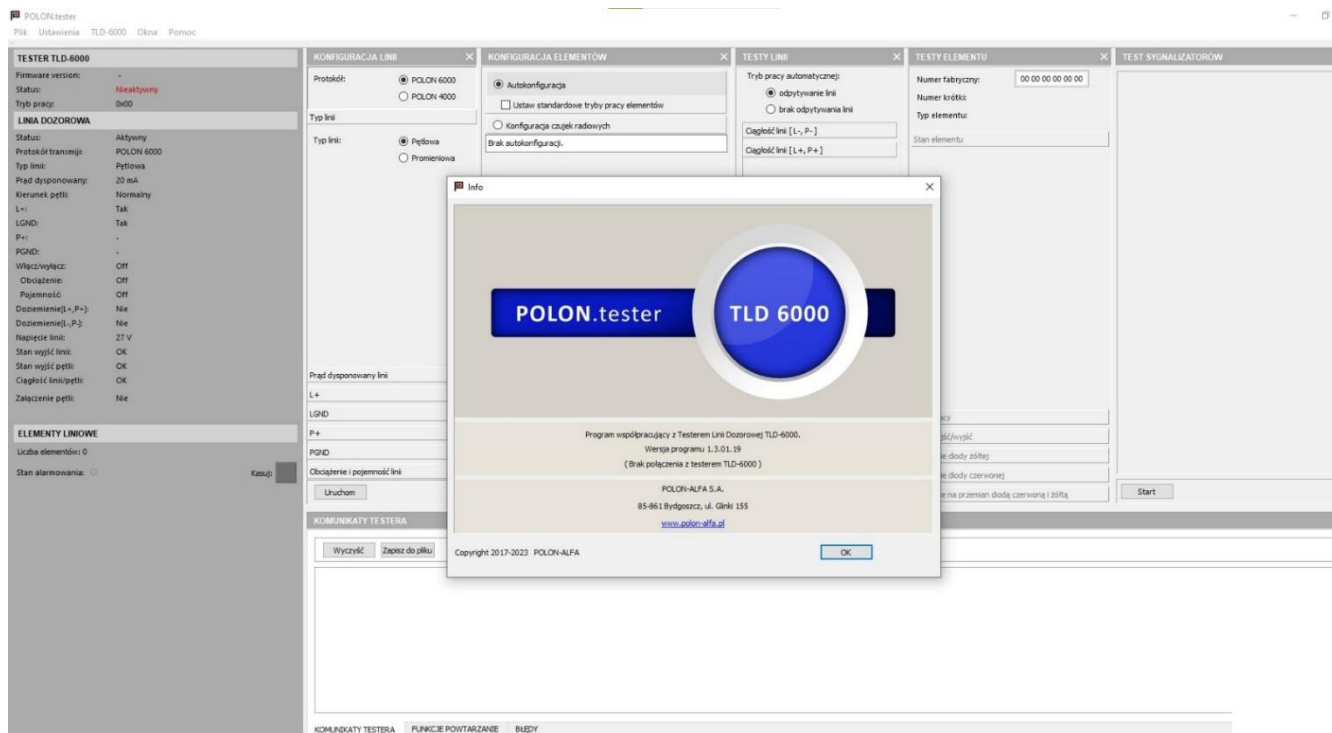 POLON.tester
Plik Ustawienia TLD-6000 Okna Pomoc
TESTER TLD-6000
Firmware version: -
Status: Nieaktywny
Tryb pracy: 0x00
LINIA DOZOROWA
Status: Aktywny
Protokół transmisji: POLON 6000
Typ linii: Pętlowa
Prąd dysponowany: 20 mA
Kierunek pętli: Normalny
L+: Tak
LGND: Tak
P+: -
PGND: -
Włącz/wyłącz: Off
Obciążenie: Off
Pojemność: Off
Doziemienie[L+,P+]: Nie
Doziemienie[L-,P-]: Nie
Napięcie linii: 27 V
Stan wyjść linii: OK
Stan wyjść pętli: OK
Ciągłość linii/pętli: OK
Załączenie pętli: Nie
ELEMENTY LINIOWE
Liczba elementów: 0
Stan alarmowania:
Kasuj:
KONFIGURACJA LINII
Protokół: POLON 6000
POLON 4000
Typ linii
Typ linii: Pętlowa
Promieniowa
Prąd dysponowany linii
L+
LGND
P+
PGND
Obciążenie i pojemność linii
Uruchom
KONFIGURACJA ELEMENTÓW
Autokonfiguracja
Ustaw standardowe tryby pracy elementów
Konfiguracja czujek radiowych
Brak autokonfiguracji.
TESTY LINII
Tryb pracy automatycznej:
odpytywanie linii
brak odpytywania linii
Ciągłość linii [ L-, P- ]
Ciągłość linii [ L+, P+ ]
TESTY ELEMENTU
Numer fabryczny: 00 00 00 00 00 00
Numer krótki:
Typ elementu:
Stan elementu
diody żółtej
diody czerwonej
na przemian diodą czerwoną i żółtą
TEST SYGNALIZATORÓW
Start
Info
POLON.tester
TLD 6000
Program współpracujący z Testerem Linii Dozorowej TLD-6000.
Wersja programu 1.3.01.19
( Brak połączenia z testerem TLD-6000 )
POLON-ALFA S.A.
85-861 Bydgoszcz, ul. Glinki 155
www.polon-alfa.pl
Copyright 2017-2023 POLON-ALFA
OK
KOMUNIKATY TESTERA
Wyczyść Zapisz do pliku
KOMUNIKATY TESTERA FUNKCJE POWTARZANIE BŁĘDY